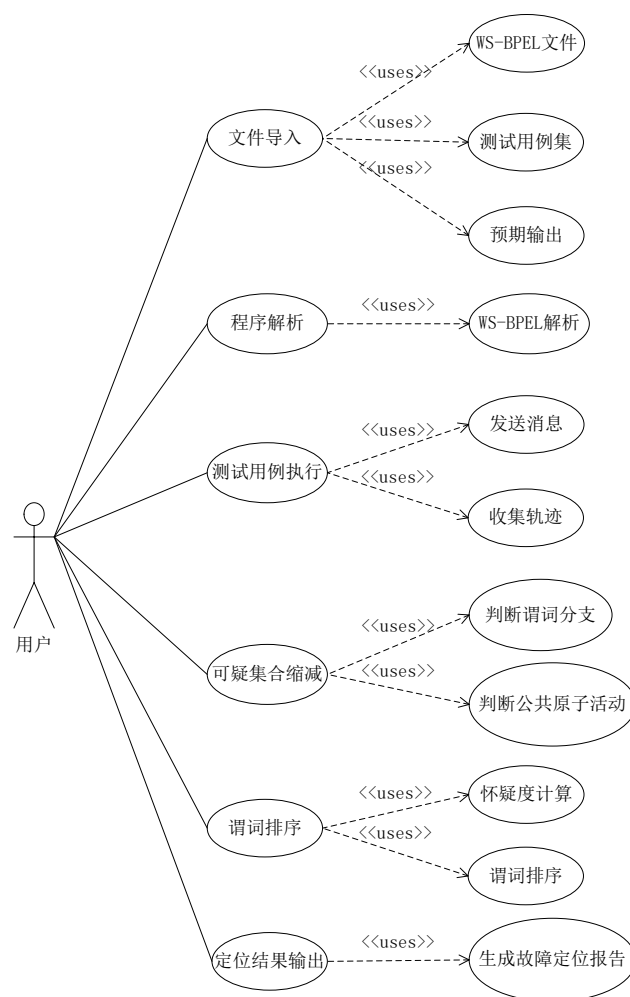 WS-BPEL文件
<<uses>>
<<uses>>
文件导入
测试用例集
<<uses>>
预期输出
<<uses>>
程序解析
WS-BPEL解析
<<uses>>
发送消息
测试用例执行
<<uses>>
收集轨迹
用户
<<uses>>
判断谓词分支
<<uses>>
可疑集合缩减
判断公共原子活动
<<uses>>
怀疑度计算
谓词排序
<<uses>>
谓词排序
<<uses>>
定位结果输出
生成故障定位报告